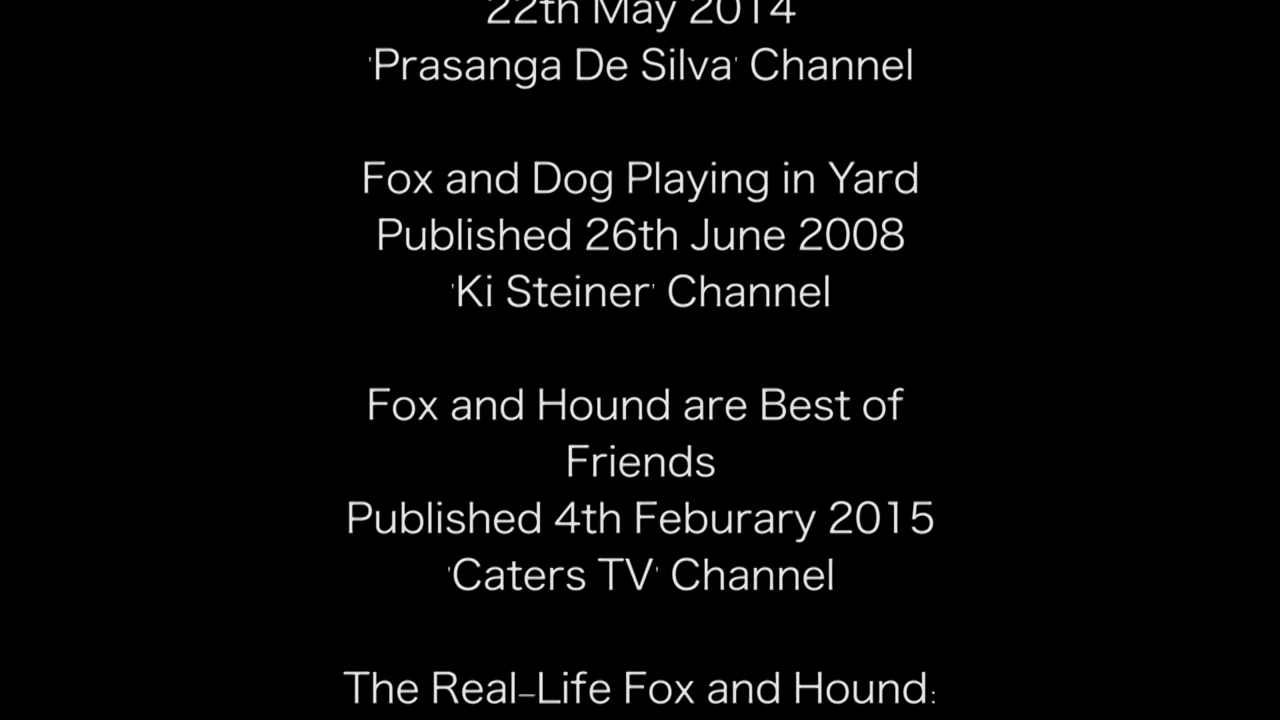 22th May 2014
'Prasanga De Silva' Channel
Fox and Dog Playing in Yard
Published 26th June 2008
'Ki Steiner' Channel
Fox and Hound are Best of
Friends
Published 4th Feburary 2015
'Caters TV' Channel
The Real-Life Fox and Hound: